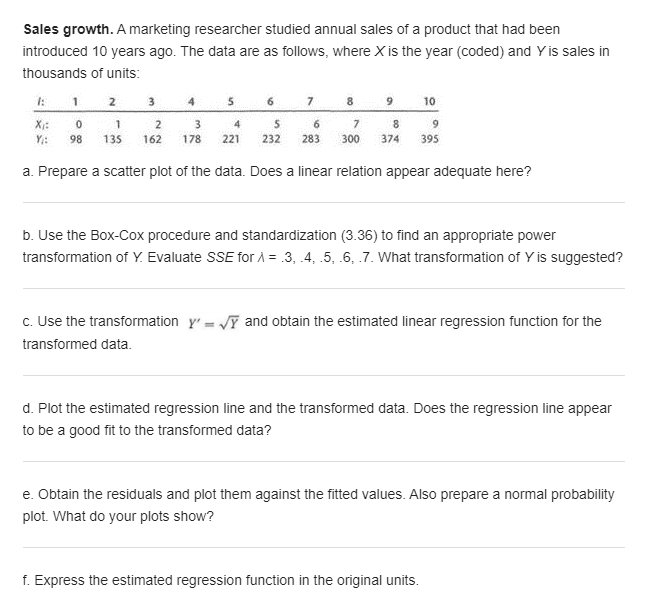 Sales growth. A marketing researcher studied annual sales of a product that had been
introduced 10 years ago. The data are as follows, where X is the year (coded) and Y is sales in
thousands of units:
i: 1 2 3 4 5 6 7 8 9 10
Xi: 0 1 2 3 4 5 6 7 8 9
Yi: 98 135 162 178 221 232 283 300 374 395
a. Prepare a scatter plot of the data. Does a linear relation appear adequate here?
b. Use the Box-Cox procedure and standardization (3.36) to find an appropriate power
transformation of Y. Evaluate SSE for λ = .3, .4, .5, .6, .7. What transformation of Y is suggested?
c. Use the transformation Y' = √Y and obtain the estimated linear regression function for the
transformed data.
d. Plot the estimated regression line and the transformed data. Does the regression line appear
to be a good fit to the transformed data?
e. Obtain the residuals and plot them against the fitted values. Also prepare a normal probability
plot. What do your plots show?
f. Express the estimated regression function in the original units.